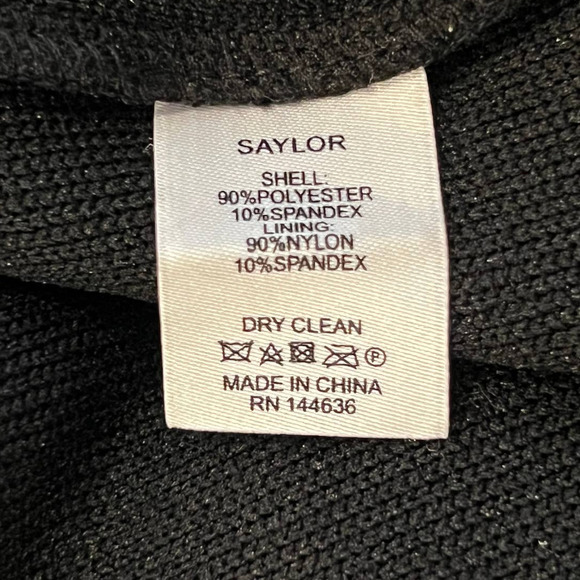 SAYLOR
SHELL:
90%POLYESTER
10%SPANDEX
LINING:
90%NYLON
10%SPANDEX
DRY CLEAN
P
MADE IN CHINA
RN 144636